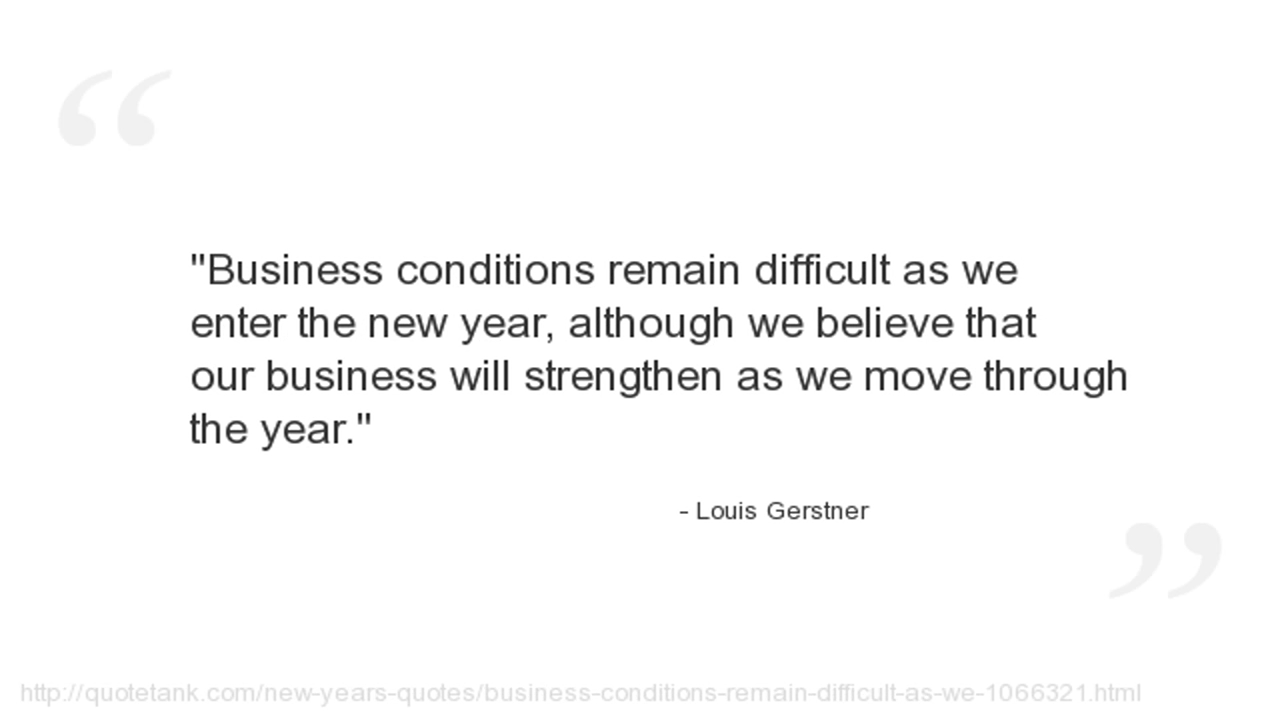 "Business conditions remain difficult as we
enter the new year, although we believe that
our business will strengthen as we move through
the year."
- Louis Gerstner
http://quotetank.com/new-years-quotes/business-conditions-remain-difficult-as-we-1066321.html